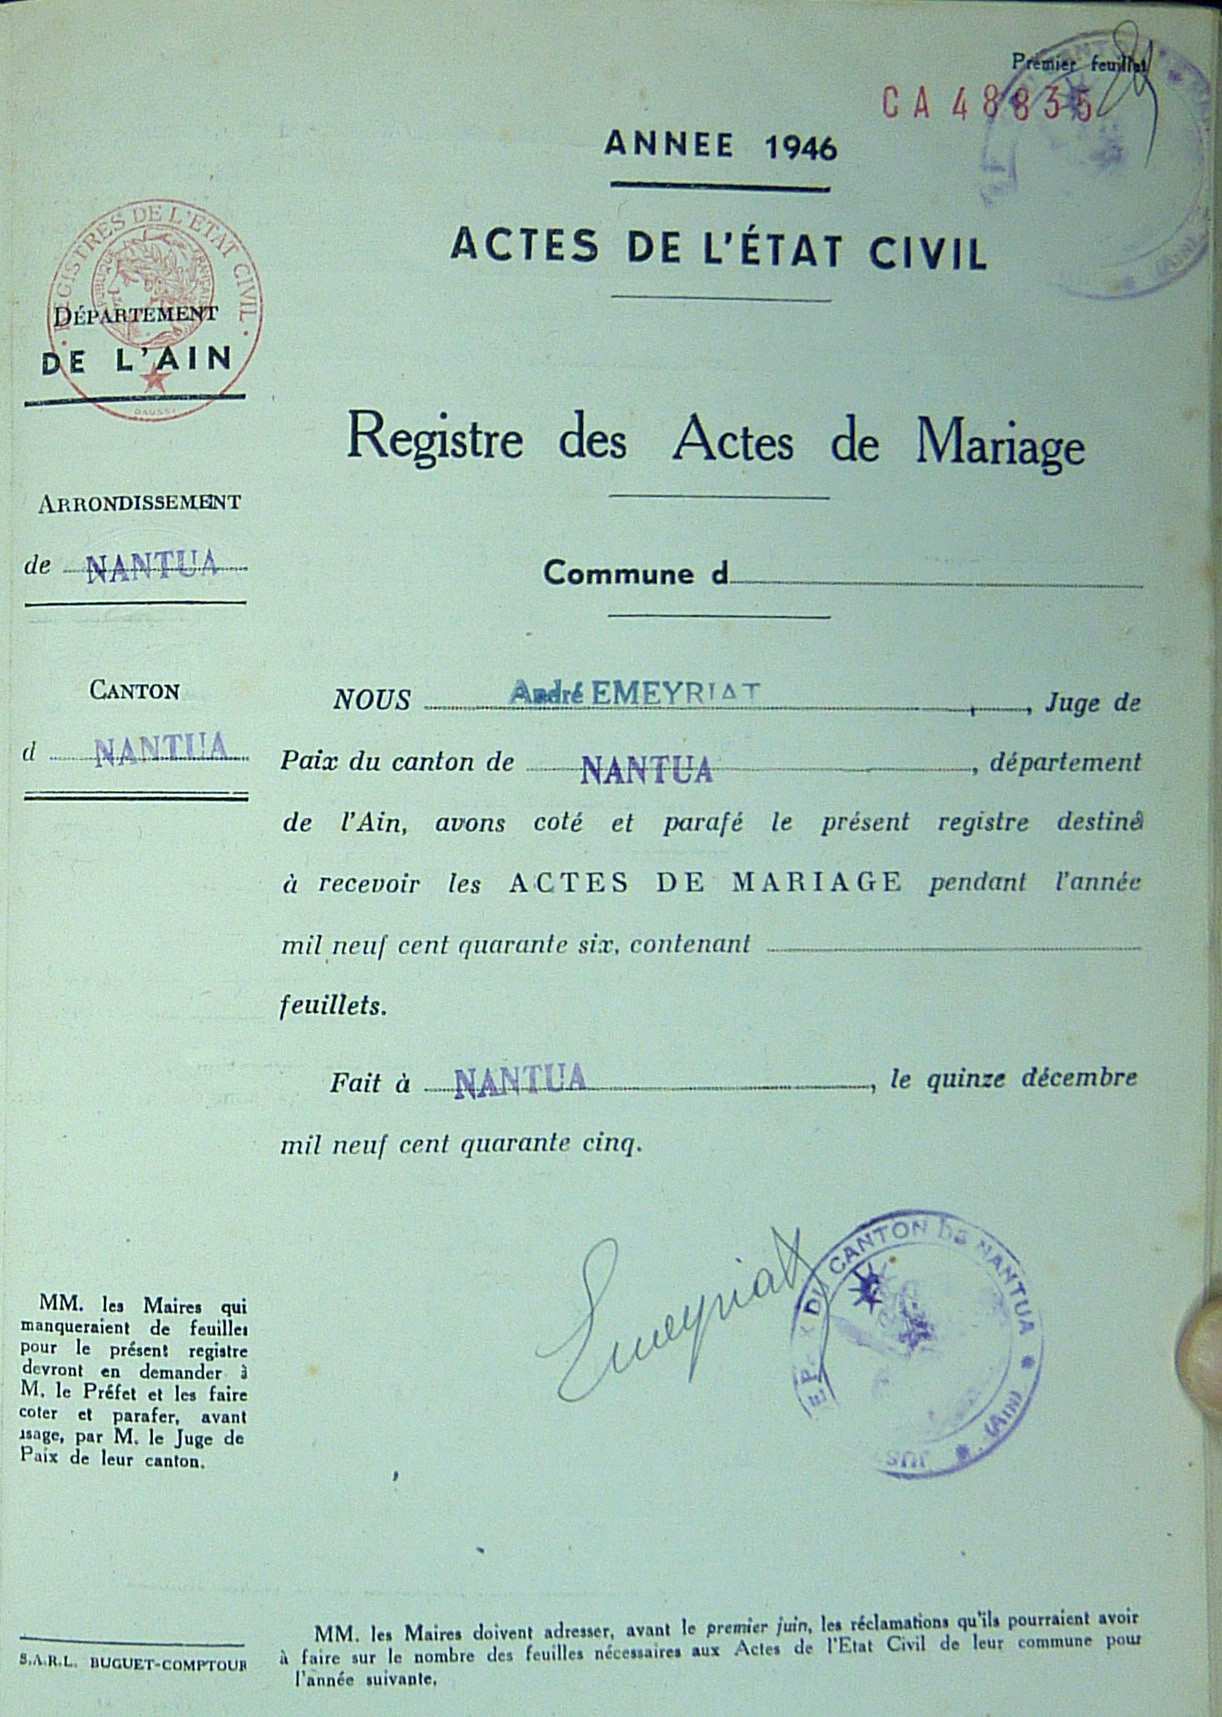 Premier feuillet
CA 48835
ANNEE 1946
ACTES DE L'ÉTAT CIVIL
REGISTRES DE L'ETAT CIVIL
DÉPARTEMENT
DE L'AIN
Registre des Actes de Mariage
ARRONDISSEMENT
de NANTUA
Commune d
CANTON
d NANTUA
NOUS André EMEYRIAT, Juge de
Paix du canton de NANTUA, département
de l'Ain, avons coté et parafé le présent registre destiné
à recevoir les ACTES DE MARIAGE pendant l'année
mil neuf cent quarante six, contenant
feuillets.
Fait à NANTUA, le quinze décembre
mil neuf cent quarante cinq.
Emeyriat
DU CANTON DE NANTUA
(AIN)
MM. les Maires qui
manqueraient de feuilles
pour le présent registre
devront en demander à
M. le Préfet et les faire
coter et parafer, avant
usage, par M. le Juge de
Paix de leur canton.
S.A.R.L. BUGUET-COMPTOUR
MM. les Maires doivent adresser, avant le premier juin, les réclamations qu'ils pourraient avoir
à faire sur le nombre des feuilles nécessaires aux Actes de l'Etat Civil de leur commune pour
l'année suivante.